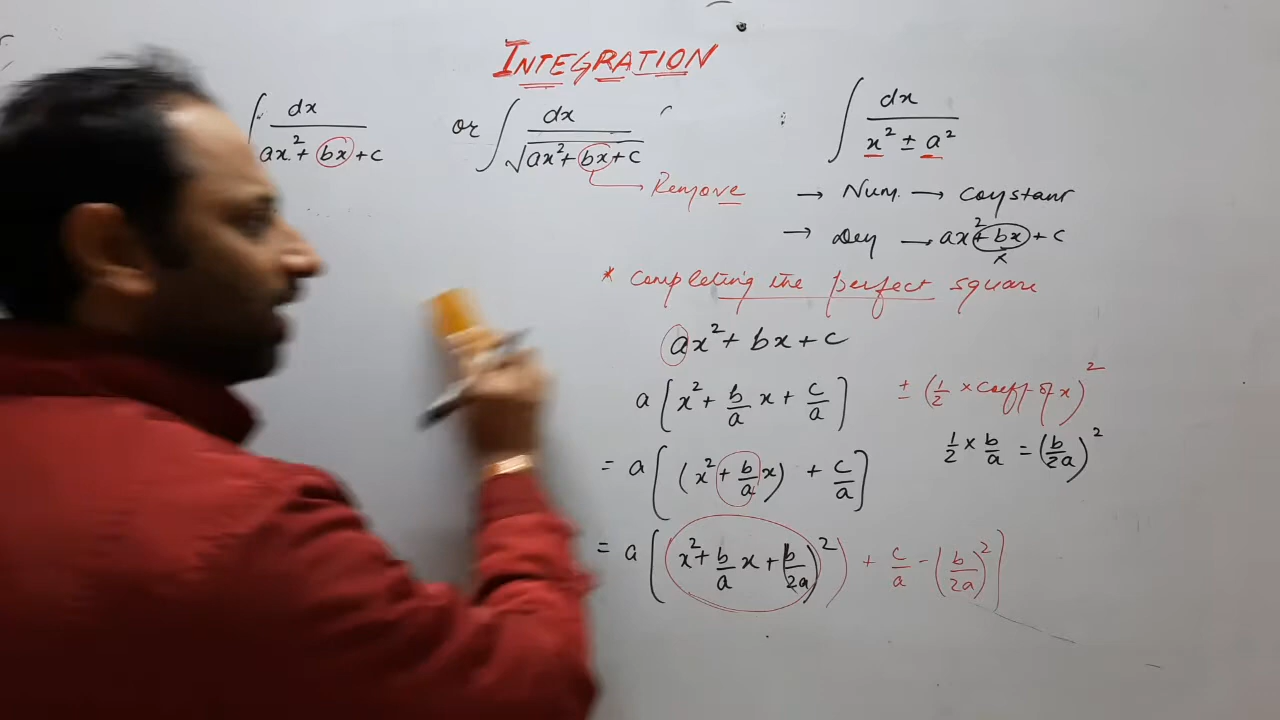 INTEGRATION
∫ dx / (ax² + bx + c) or ∫ dx / √(ax² + bx + c)
→ Remove
∫ dx / (x² ± a²)
→ Num. → constant
→ Den → ax² + bx + c
x
* Completing the perfect square
ax² + bx + c
a[x² + b/a x + c/a] ± (1/2 × coeff of x)²
1/2 × b/a = (b/2a)²
= a[(x² + b/a x) + c/a]
= a[(x² + b/a x + (b/2a)²) + c/a - (b/2a)²]